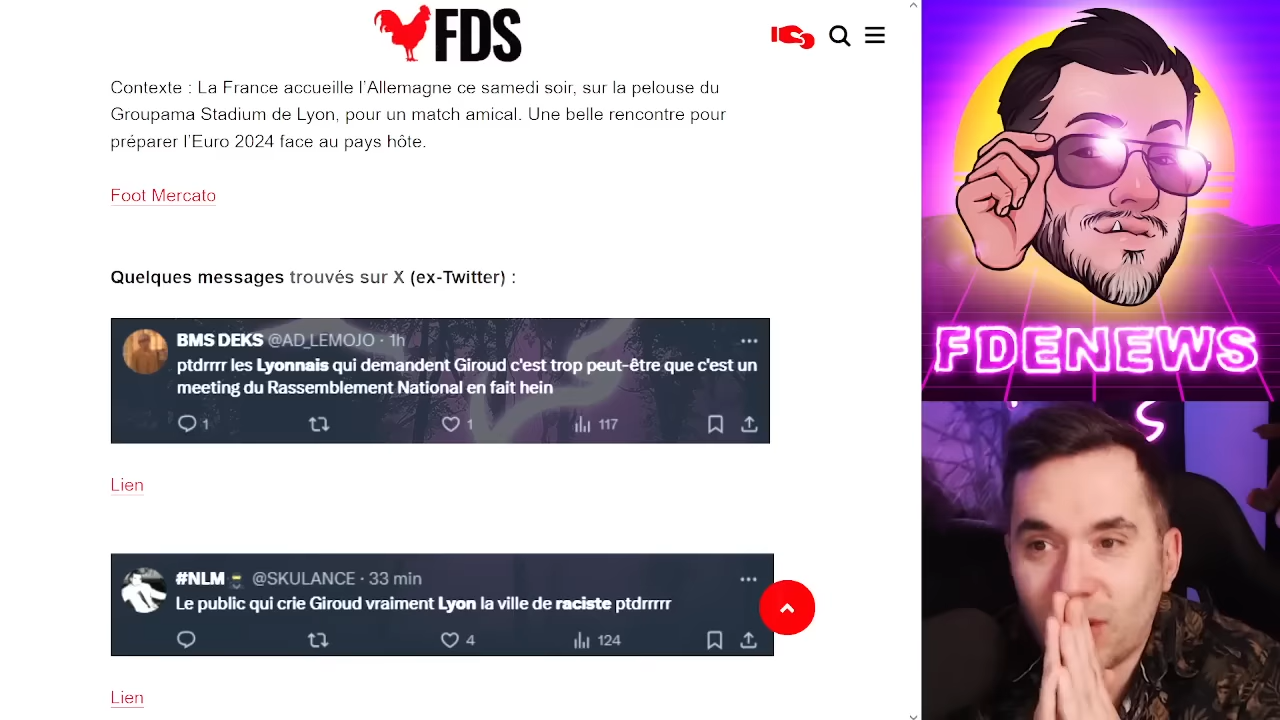 FDS
Contexte : La France accueille l’Allemagne ce samedi soir, sur la pelouse du
Groupama Stadium de Lyon, pour un match amical. Une belle rencontre pour
préparer l’Euro 2024 face au pays hôte.
Foot Mercato
Quelques messages trouvés sur X (ex-Twitter) :
BMS DEKS @AD_LEMOJO · 1h
ptdrrrr les Lyonnais qui demandent Giroud c'est trop peut-être que c'est un
meeting du Rassemblement National en fait hein
1 1 117
Lien
#NLM @SKULANCE · 33 min
Le public qui crie Giroud vraiment Lyon la ville de raciste ptdrrrrr
4 124
Lien
FDENEWS
S